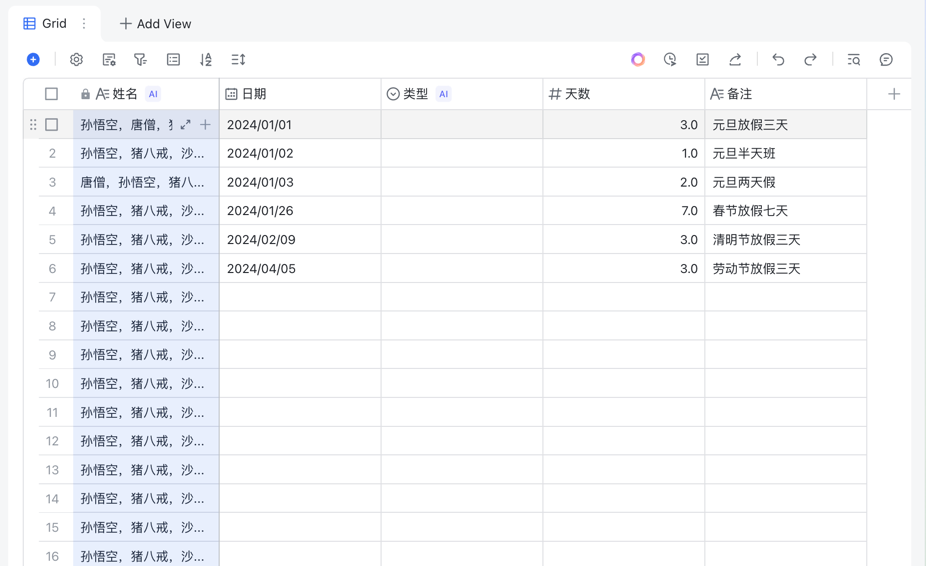 Grid
Add View
姓名 AI 日期 类型 AI 天数 备注
孙悟空，唐僧， 2024/01/01 3.0 元旦放假三天
2 孙悟空，猪八戒，沙... 2024/01/02 1.0 元旦半天班
3 唐僧，孙悟空，猪八... 2024/01/03 2.0 元旦两天假
4 孙悟空，猪八戒，沙... 2024/01/26 7.0 春节放假七天
5 孙悟空，猪八戒，沙... 2024/02/09 3.0 清明节放假三天
6 孙悟空，猪八戒，沙... 2024/04/05 3.0 劳动节放假三天
7 孙悟空，猪八戒，沙...
8 孙悟空，猪八戒，沙...
9 孙悟空，猪八戒，沙...
10 孙悟空，猪八戒，沙...
11 孙悟空，猪八戒，沙...
12 孙悟空，猪八戒，沙...
13 孙悟空，猪八戒，沙...
14 孙悟空，猪八戒，沙...
15 孙悟空，猪八戒，沙...
16 孙悟空，猪八戒，沙...